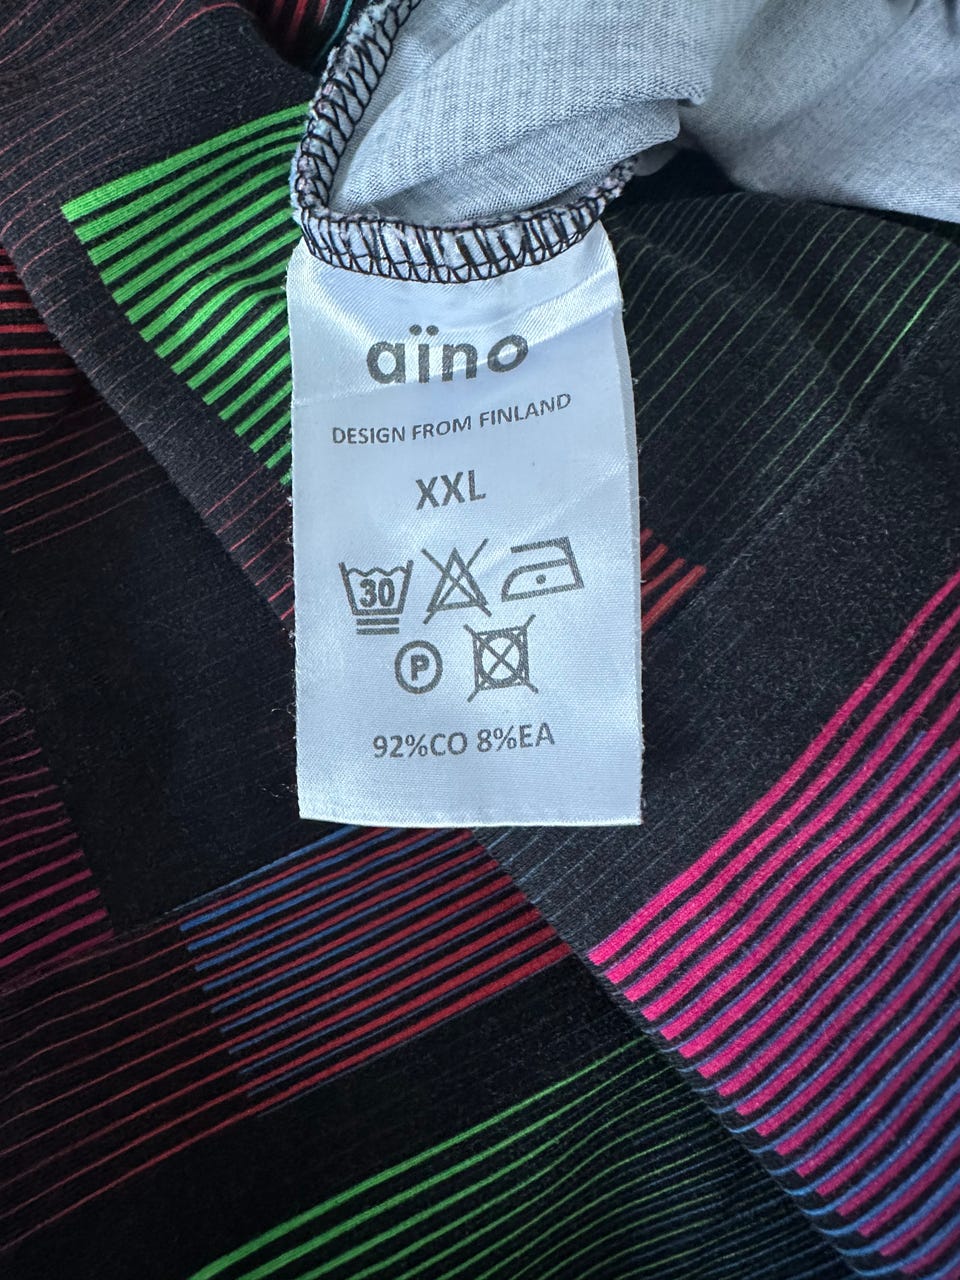 aïno
DESIGN FROM FINLAND
XXL
30
P
92%CO 8%EA